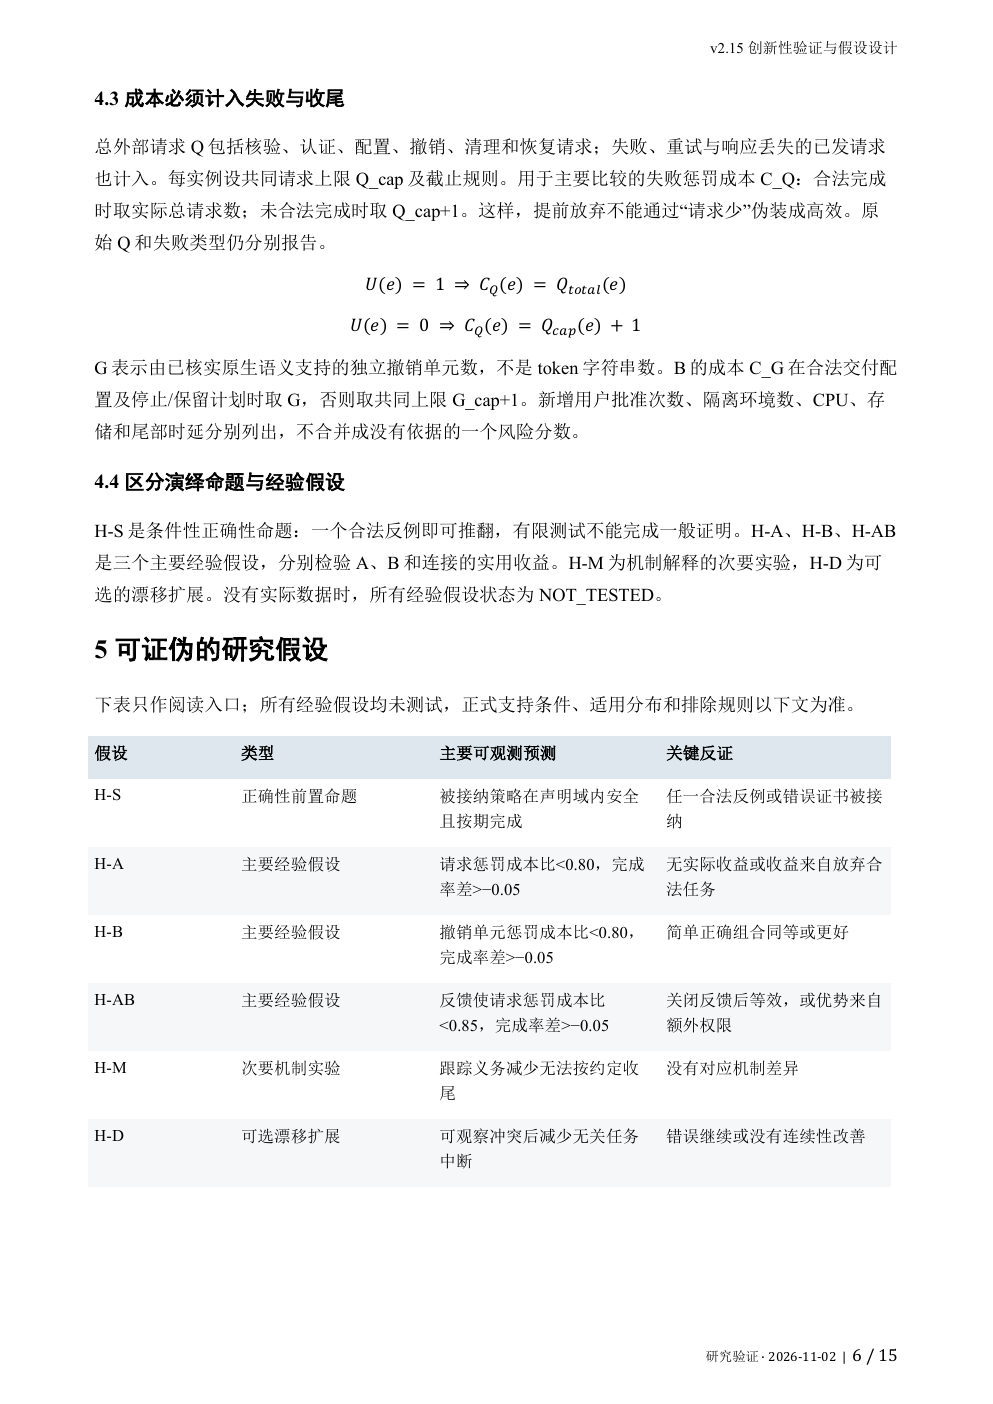 v2.15 创新性验证与假设设计
4.3 成本必须计入失败与收尾
总外部请求 Q 包括核验、认证、配置、撤销、清理和恢复请求；失败、重试与响应丢失的已发请求
也计入。每实例设共同请求上限 Q_cap 及截止规则。用于主要比较的失败惩罚成本 C_Q：合法完成
时取实际总请求数；未合法完成时取 Q_cap+1。这样，提前放弃不能通过“请求少”伪装成高效。原
始 Q 和失败类型仍分别报告。
U(e) = 1 ⇒ C_Q(e) = Q_total(e)
U(e) = 0 ⇒ C_Q(e) = Q_cap(e) + 1
G 表示由已核实原生语义支持的独立撤销单元数，不是 token 字符串数。B 的成本 C_G 在合法交付配
置及停止/保留计划时取 G，否则取共同上限 G_cap+1。新增用户批准次数、隔离环境数、CPU、存
储和尾部时延分别列出，不合并成没有依据的一个风险分数。
4.4 区分演绎命题与经验假设
H-S 是条件性正确性命题：一个合法反例即可推翻，有限测试不能完成一般证明。H-A、H-B、H-AB
是三个主要经验假设，分别检验 A、B 和连接的实用收益。H-M 为机制解释的次要实验，H-D 为可
选的漂移扩展。没有实际数据时，所有经验假设状态为 NOT_TESTED。
5 可证伪的研究假设
下表只作阅读入口；所有经验假设均未测试，正式支持条件、适用分布和排除规则以下文为准。
假设 类型 主要可观测预测 关键反证
H-S 正确性前置命题 被接纳策略在声明域内安全 任一合法反例或错误证书被接
且按期完成 纳
H-A 主要经验假设 请求惩罚成本比<0.80，完成 无实际收益或收益来自放弃合
率差>−0.05 法任务
H-B 主要经验假设 撤销单元惩罚成本比<0.80， 简单正确组合同等或更好
完成率差>−0.05
H-AB 主要经验假设 反馈使请求惩罚成本比 关闭反馈后等效，或优势来自
<0.85，完成率差>−0.05 额外权限
H-M 次要机制实验 跟踪义务减少无法按约定收 没有对应机制差异
尾
H-D 可选漂移扩展 可观察冲突后减少无关任务 错误继续或没有连续性改善
中断
研究验证 · 2026-11-02 | 6 / 15